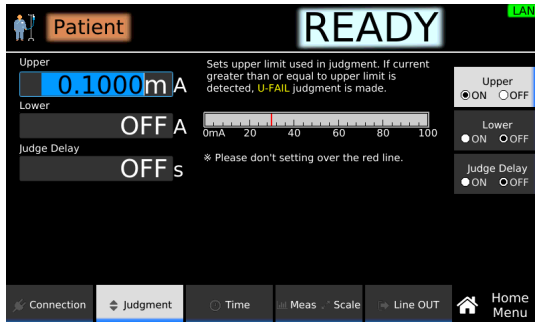 LAN
Patient
READY
Upper
0.1000m A
Lower
OFF A
Judge Delay
OFF s
Sets upper limit used in judgment. If current
greater than or equal to upper limit is
detected, U-FAIL judgment is made.
0mA 20 40 60 80 100
※ Please don't setting over the red line.
Upper
ON OFF
Lower
ON OFF
Judge Delay
ON OFF
Connection
Judgment
Time
Meas Scale
Line OUT
Home
Menu